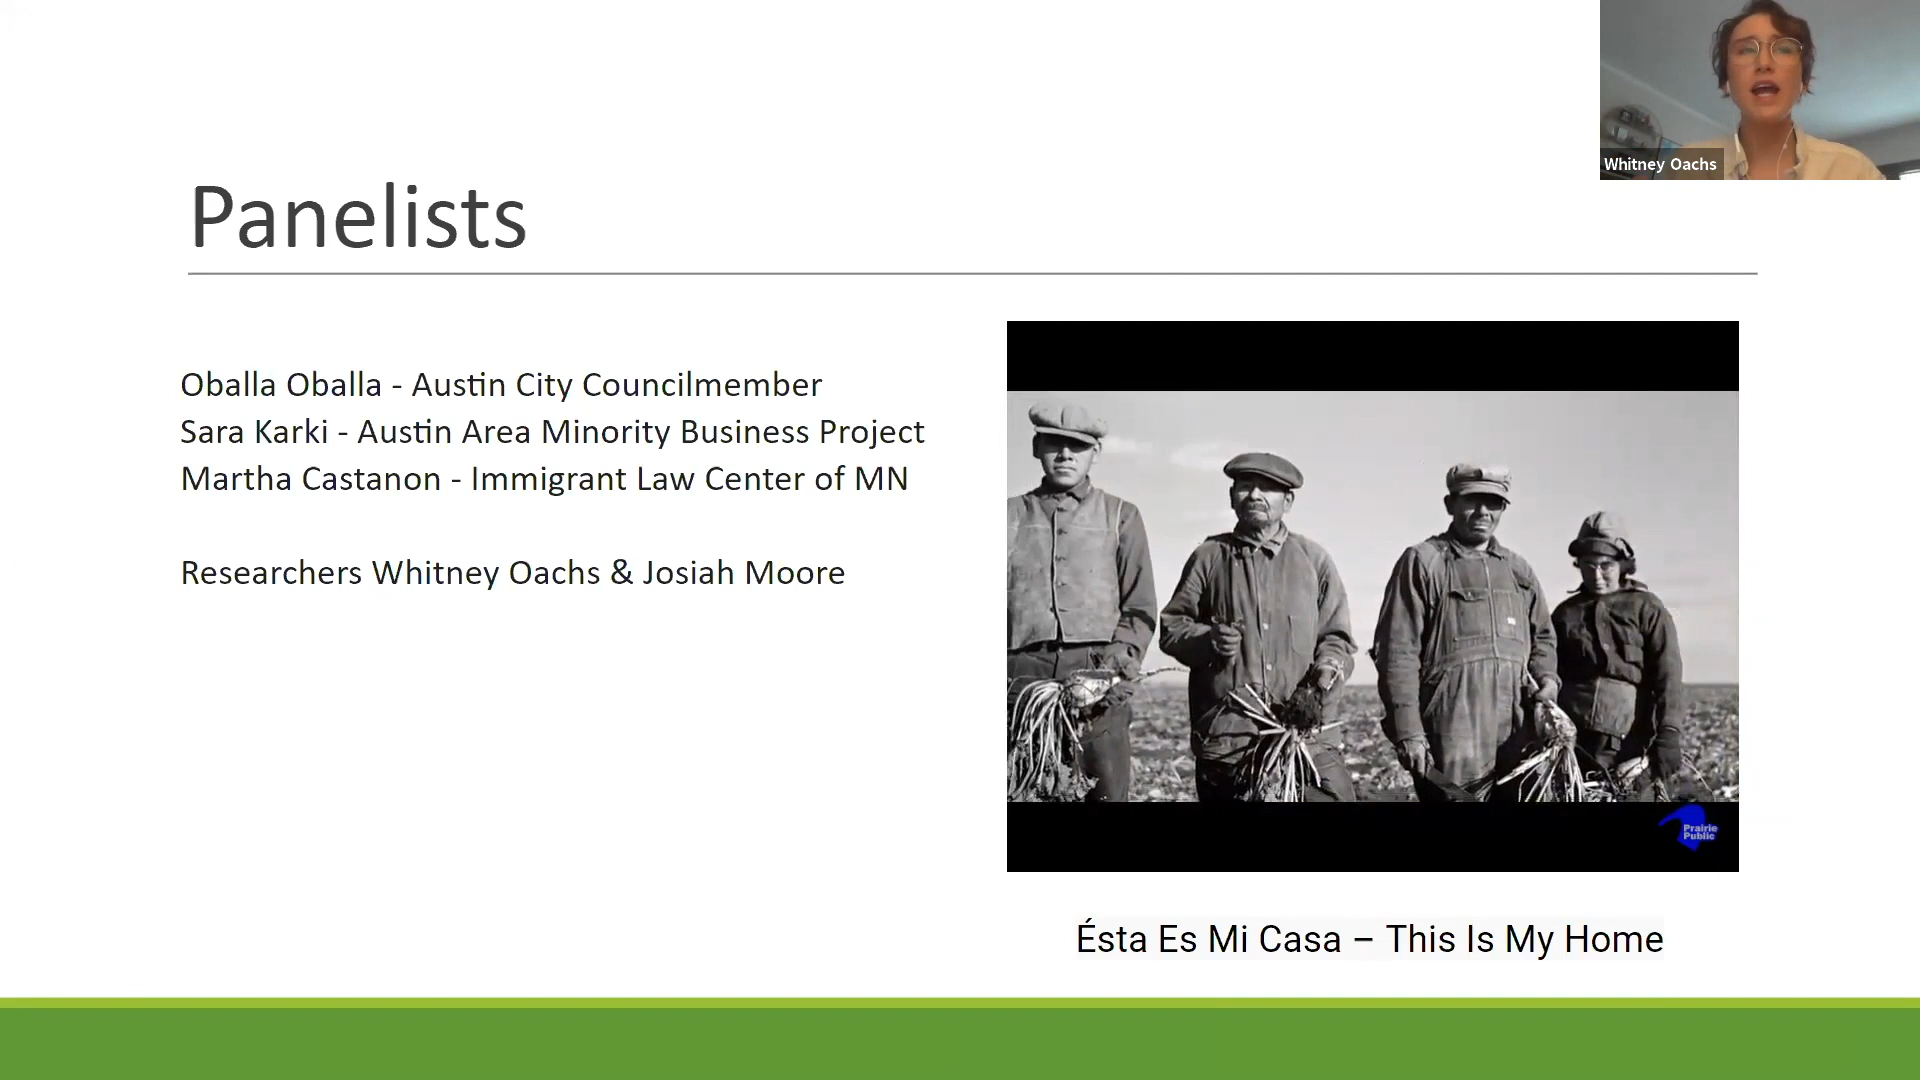 Whitney Oachs
Panelists
Oballa Oballa - Austin City Councilmember
Sara Karki - Austin Area Minority Business Project
Martha Castanon - Immigrant Law Center of MN
Researchers Whitney Oachs & Josiah Moore
Prairie
Public
Ésta Es Mi Casa – This Is My Home